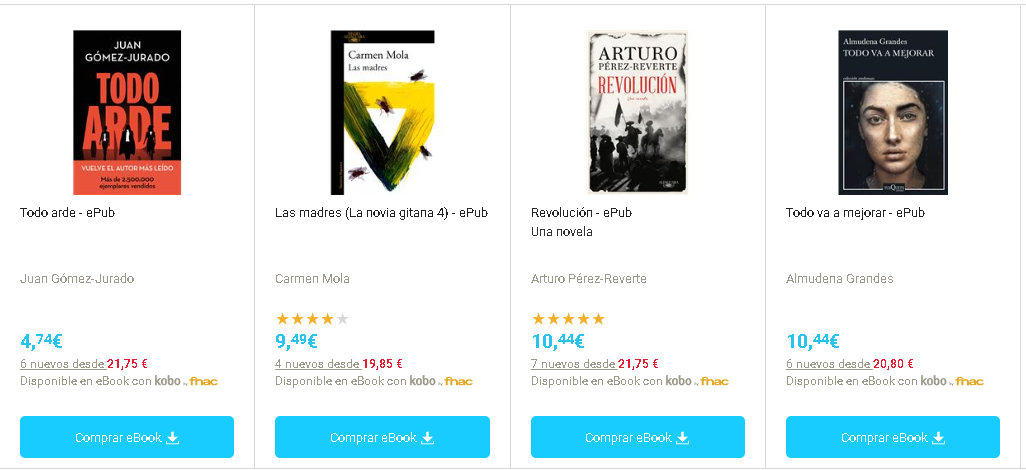 JUAN
GÓMEZ-JURADO
TODO
ARDE
VUELVE EL AUTOR MÁS LEÍDO
Más de 2.500.000
ejemplares vendidos
Todo arde - ePub
Juan Gómez-Jurado
4,74€
6 nuevos desde 21,75 €
Disponible en eBook con kobo by fnac
Comprar eBook
Carmen Mola
Las madres
Las madres (La novia gitana 4) - ePub
Carmen Mola
9,49€
4 nuevos desde 19,85 €
Disponible en eBook con kobo by fnac
Comprar eBook
ARTURO
PÉREZ-REVERTE
REVOLUCIÓN
Revolución - ePub
Una novela
Arturo Pérez-Reverte
10,44€
7 nuevos desde 21,75 €
Disponible en eBook con kobo by fnac
Comprar eBook
Almudena Grandes
TODO VA A MEJORAR
Todo va a mejorar - ePub
Almudena Grandes
10,44€
6 nuevos desde 20,80 €
Disponible en eBook con kobo by fnac
Comprar eBook